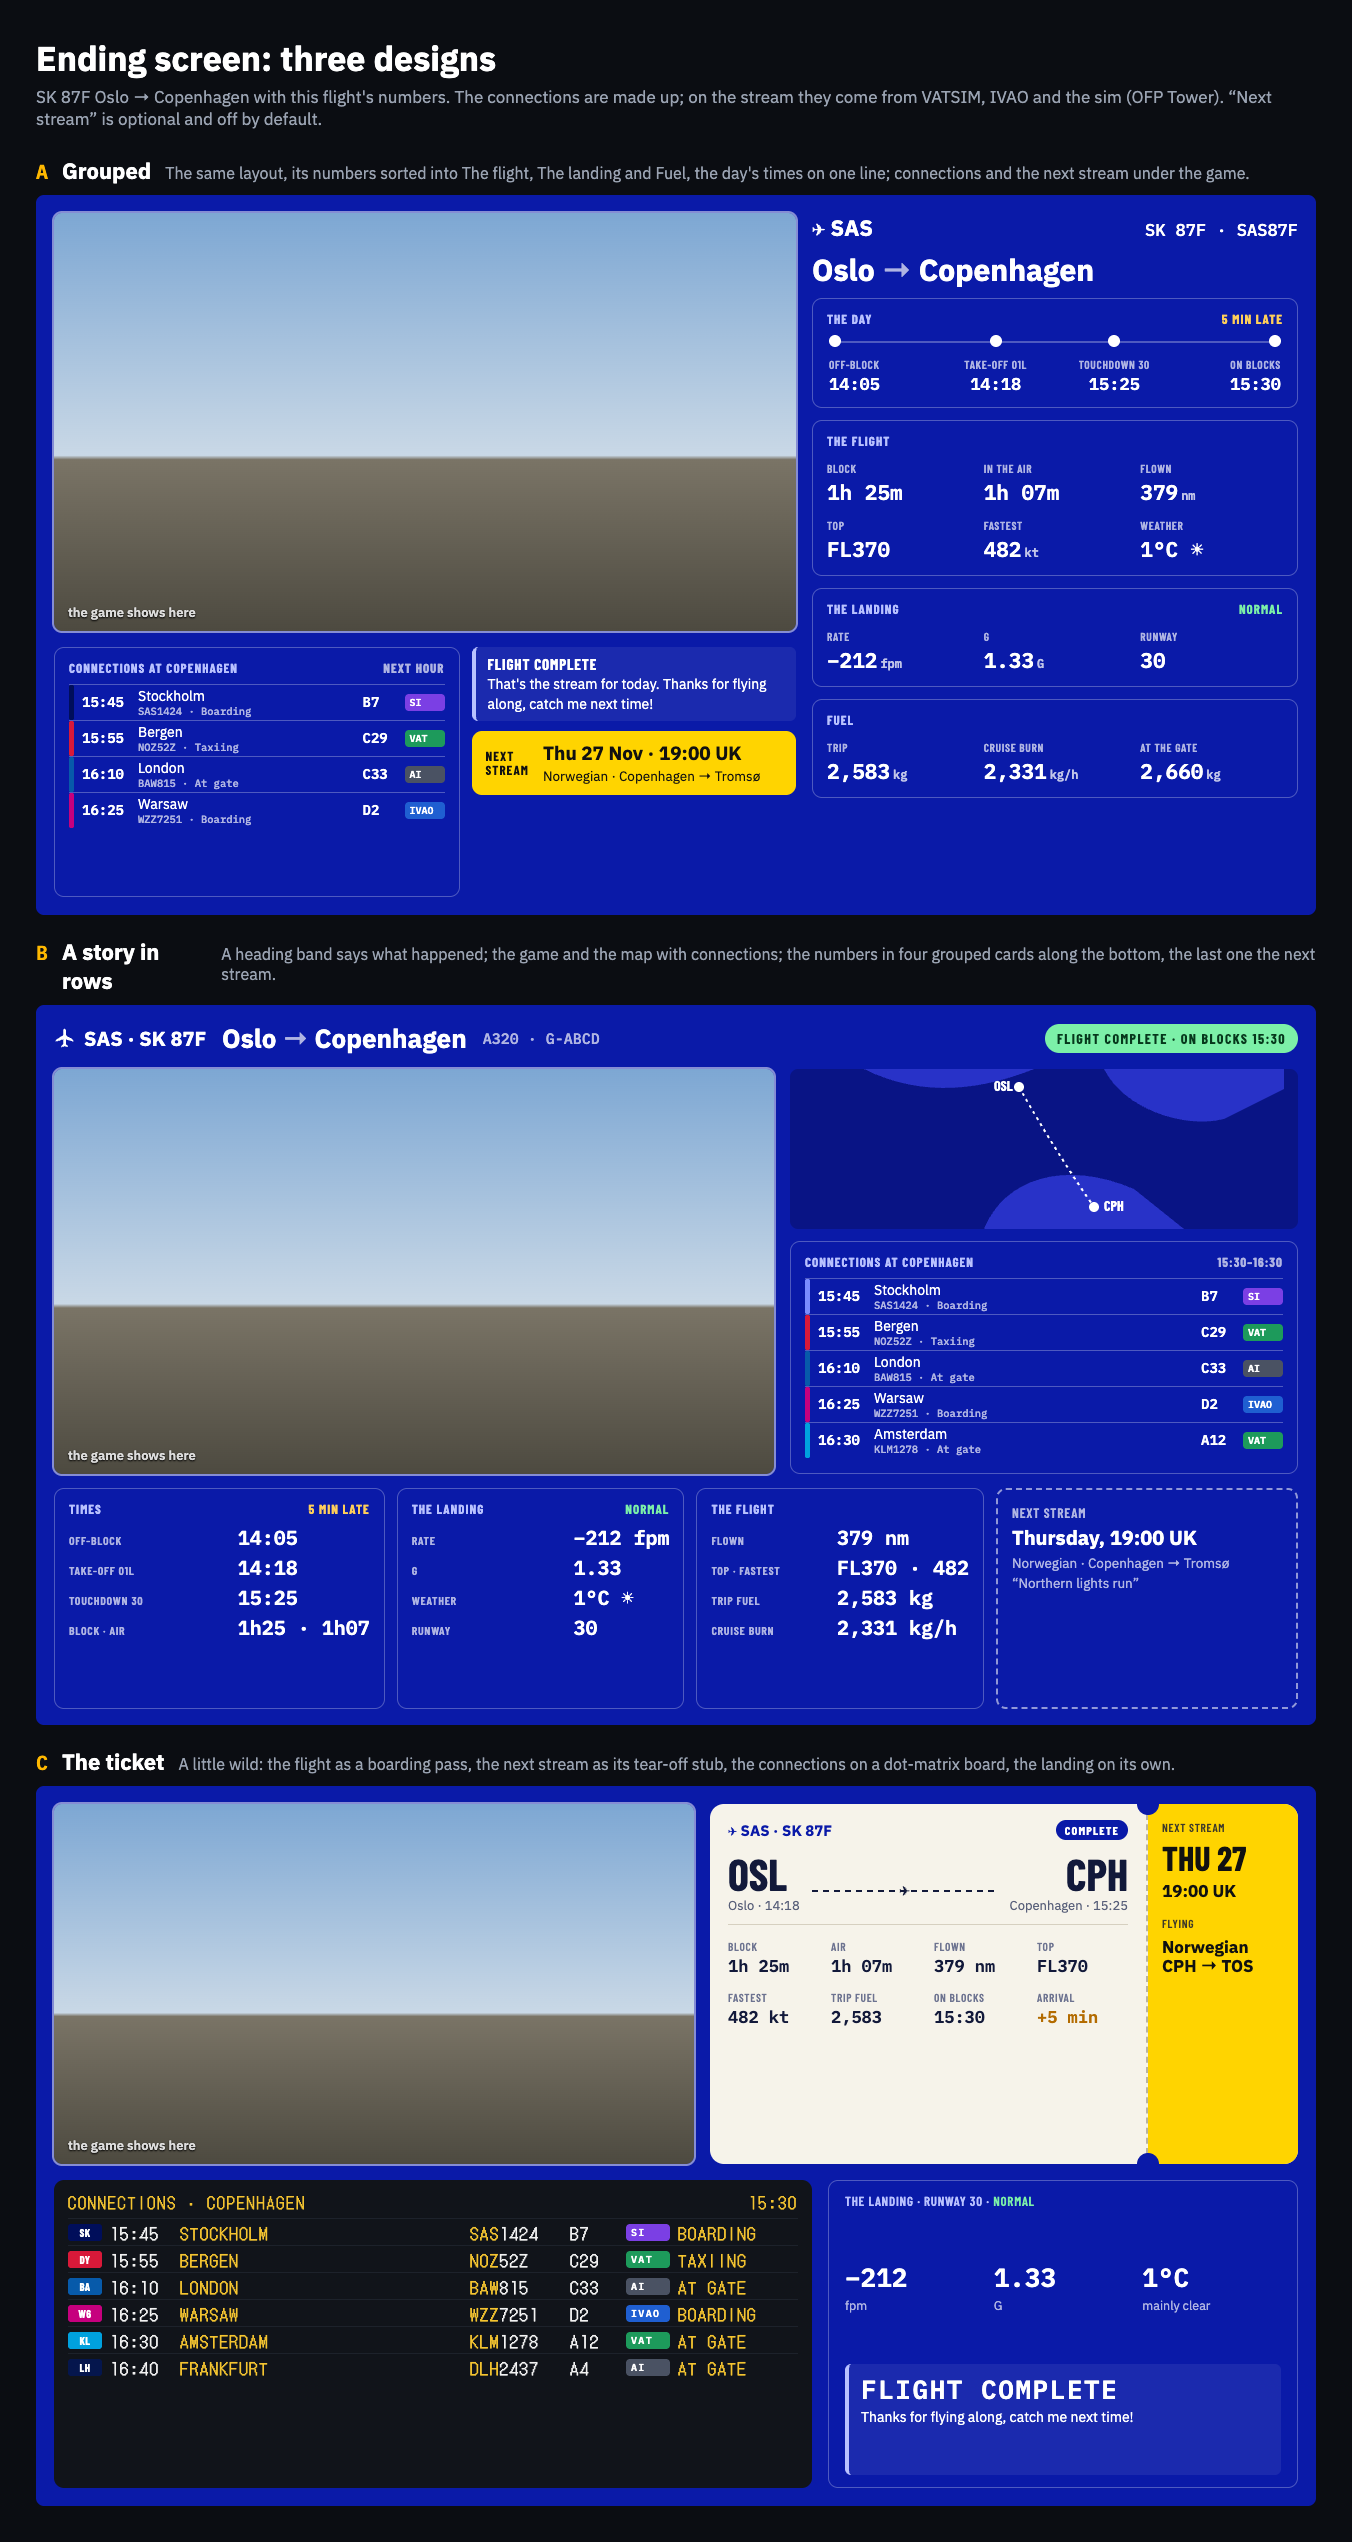 Ending screen: three designs
SK 87F Oslo → Copenhagen with this flight's numbers. The connections are made up; on the stream they come from VATSIM, IVAO and the sim (OFP Tower). “Next
stream” is optional and off by default.
A Grouped The same layout, its numbers sorted into The flight, The landing and Fuel, the day's times on one line; connections and the next stream under the game.
the game shows here
✈ SAS SK 87F · SAS87F
Oslo → Copenhagen
THE DAY 5 MIN LATE
OFF-BLOCK TAKE-OFF 01L TOUCHDOWN 30 ON BLOCKS
14:05 14:18 15:25 15:30
THE FLIGHT
BLOCK IN THE AIR FLOWN
1h 25m 1h 07m 379 nm
TOP FASTEST WEATHER
FL370 482 kt 1°C ☀
THE LANDING NORMAL
RATE G RUNWAY
−212 fpm 1.33 G 30
FUEL
TRIP CRUISE BURN AT THE GATE
2,583 kg 2,331 kg/h 2,660 kg
CONNECTIONS AT COPENHAGEN NEXT HOUR
15:45 Stockholm B7 SI
SAS1424 · Boarding
15:55 Bergen C29 VAT
NOZ52Z · Taxiing
16:10 London C33 AI
BAW815 · At gate
16:25 Warsaw D2 IVAO
WZZ7251 · Boarding
FLIGHT COMPLETE
That's the stream for today. Thanks for flying
along, catch me next time!
NEXT
STREAM
Thu 27 Nov · 19:00 UK
Norwegian · Copenhagen → Tromsø
B A story in
rows
A heading band says what happened; the game and the map with connections; the numbers in four grouped cards along the bottom, the last one the next
stream.
SAS · SK 87F Oslo → Copenhagen A320 · G-ABCD FLIGHT COMPLETE · ON BLOCKS 15:30
the game shows here
OSL
CPH
CONNECTIONS AT COPENHAGEN 15:30–16:30
15:45 Stockholm B7 SI
SAS1424 · Boarding
15:55 Bergen C29 VAT
NOZ52Z · Taxiing
16:10 London C33 AI
BAW815 · At gate
16:25 Warsaw D2 IVAO
WZZ7251 · Boarding
16:30 Amsterdam A12 VAT
KLM1278 · At gate
TIMES 5 MIN LATE
OFF-BLOCK 14:05
TAKE-OFF 01L 14:18
TOUCHDOWN 30 15:25
BLOCK · AIR 1h25 · 1h07
THE LANDING NORMAL
RATE −212 fpm
G 1.33
WEATHER 1°C ☀
RUNWAY 30
THE FLIGHT
FLOWN 379 nm
TOP · FASTEST FL370 · 482
TRIP FUEL 2,583 kg
CRUISE BURN 2,331 kg/h
NEXT STREAM
Thursday, 19:00 UK
Norwegian · Copenhagen → Tromsø
“Northern lights run”
C The ticket A little wild: the flight as a boarding pass, the next stream as its tear-off stub, the connections on a dot-matrix board, the landing on its own.
the game shows here
✈ SAS · SK 87F COMPLETE
OSL CPH
Oslo · 14:18 Copenhagen · 15:25
BLOCK AIR FLOWN TOP
1h 25m 1h 07m 379 nm FL370
FASTEST TRIP FUEL ON BLOCKS ARRIVAL
482 kt 2,583 15:30 +5 min
NEXT STREAM
THU 27
19:00 UK
FLYING
Norwegian
CPH → TOS
CONNECTIONS · COPENHAGEN 15:30
SK 15:45 STOCKHOLM SAS1424 B7 SI BOARDING
DY 15:55 BERGEN NOZ52Z C29 VAT TAXIING
BA 16:10 LONDON BAW815 C33 AI AT GATE
W6 16:25 WARSAW WZZ7251 D2 IVAO BOARDING
KL 16:30 AMSTERDAM KLM1278 A12 VAT AT GATE
LH 16:40 FRANKFURT DLH2437 A4 AI AT GATE
THE LANDING · RUNWAY 30 · NORMAL
−212 1.33 1°C
fpm G mainly clear
FLIGHT COMPLETE
Thanks for flying along, catch me next time!